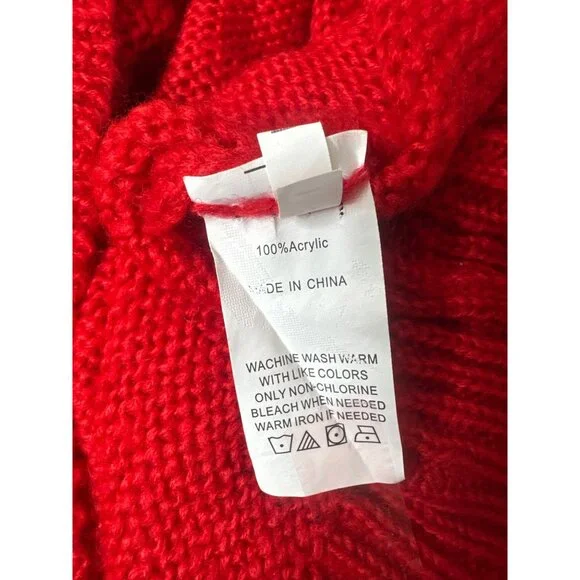 100%Acrylic
MADE IN CHINA
WACHINE WASH WARM
WITH LIKE COLORS
ONLY NON-CHLORINE
BLEACH WHEN NEEDED
WARM IRON IF NEEDED